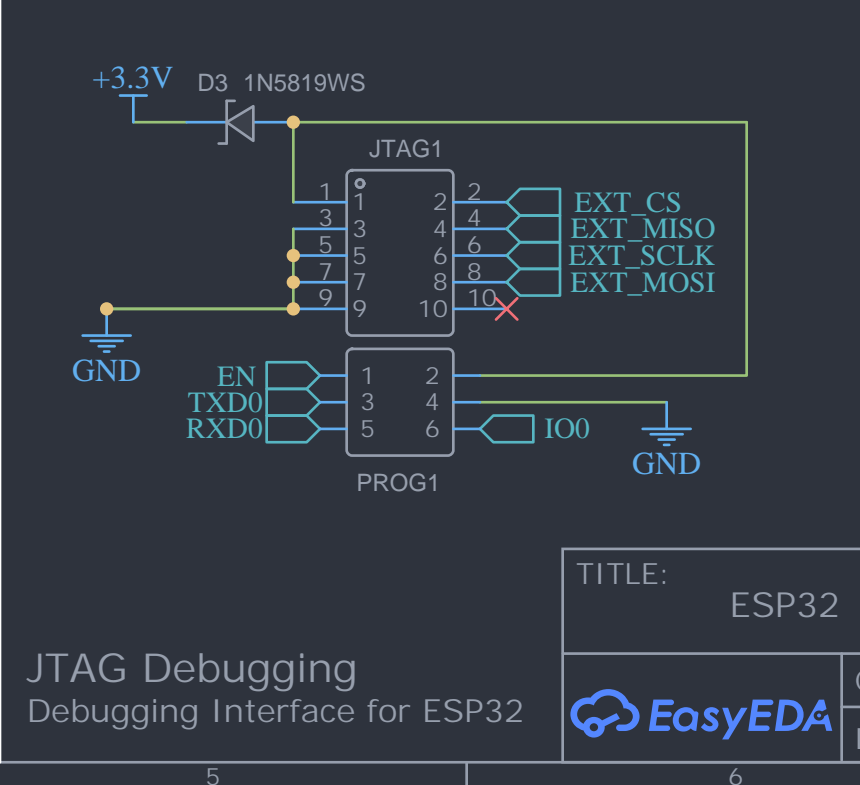 +3.3V
D3 1N5819WS
JTAG1
1 1 2 2 EXT_CS
3 3 4 4 EXT_MISO
5 5 6 6 EXT_SCLK
7 7 8 8 EXT_MOSI
9 9 10 10
GND
EN 1 2
TXD0 3 4
RXD0 5 6 IO0
GND
PROG1
TITLE:
ESP32
JTAG Debugging
Debugging Interface for ESP32
EasyEDA
5 6